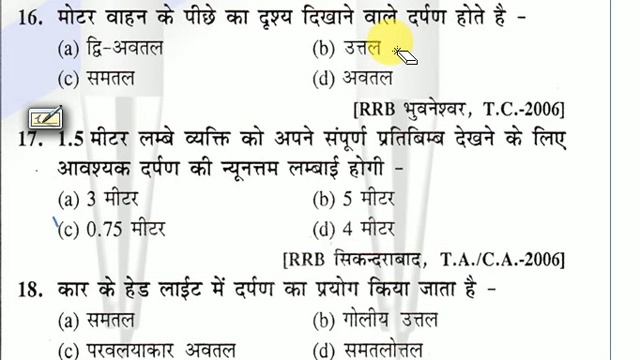 16. मोटर वाहन के पीछे का दृश्य दिखाने वाले दर्पण होते है -
(a) द्वि-अवतल (b) उत्तल
(c) समतल (d) अवतल
[RRB भुवनेश्वर, T.C.-2006]
17. 1.5 मीटर लम्बे व्यक्ति को अपने संपूर्ण प्रतिबिम्ब देखने के लिए
आवश्यक दर्पण की न्यूनत्तम लम्बाई होगी -
(a) 3 मीटर (b) 5 मीटर
(c) 0.75 मीटर (d) 4 मीटर
[RRB सिकन्दराबाद, T.A./C.A.-2006]
18. कार के हेड लाईट में दर्पण का प्रयोग किया जाता है -
(a) समतल (b) गोलीय उत्तल
(c) परवलयाकार अवतल (d) समतलोत्तल